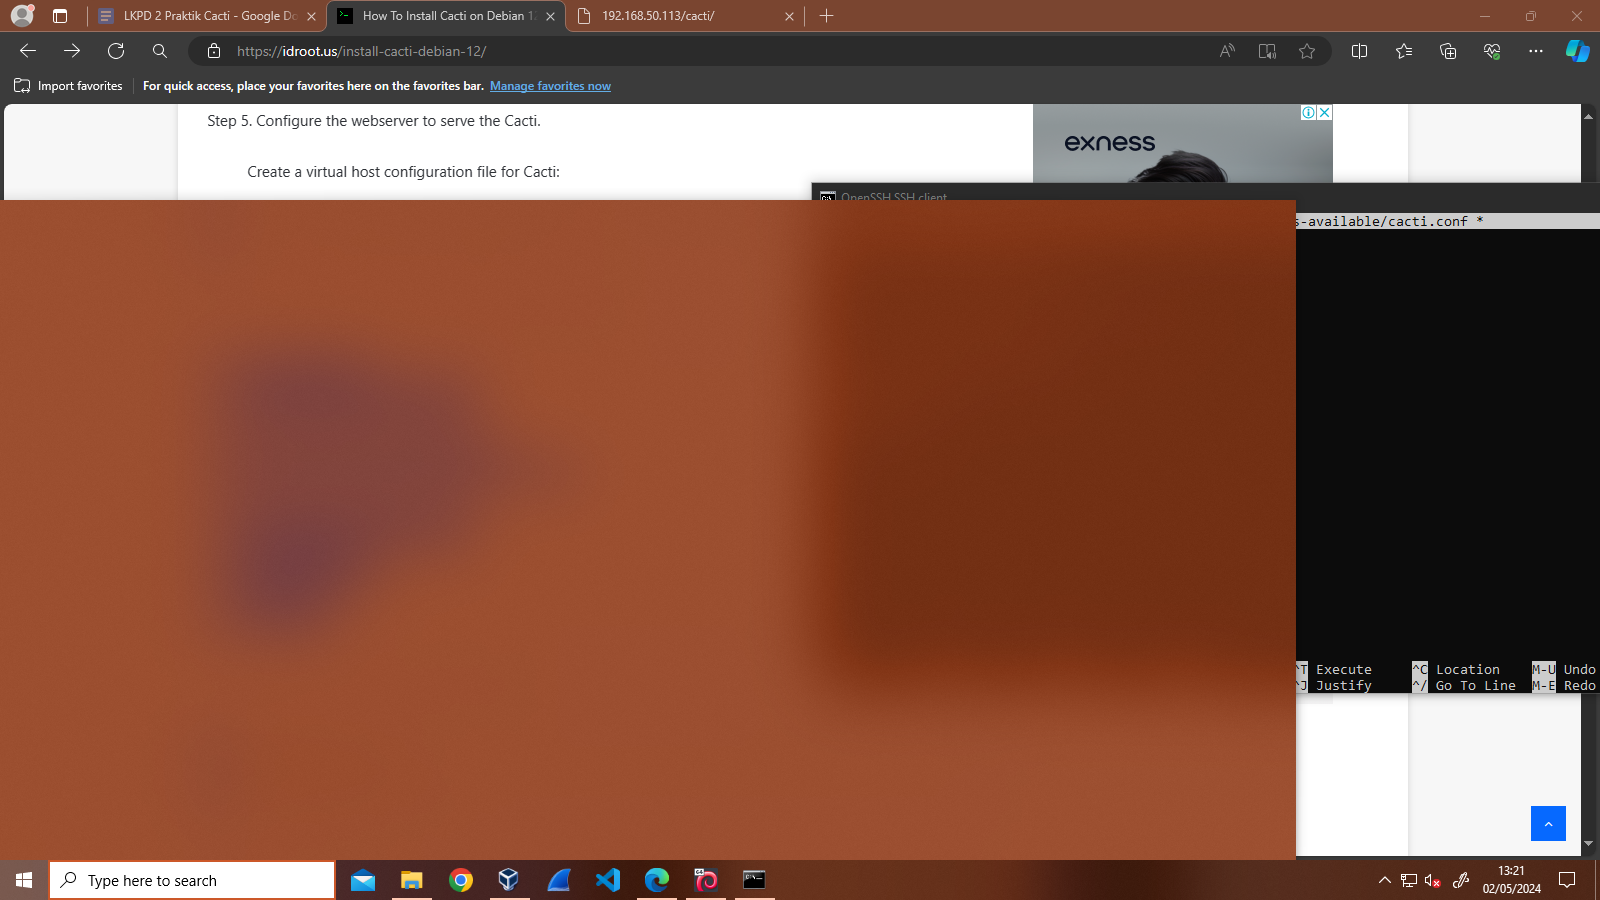 LKPD 2 Praktik Cacti - Google Do
How To Install Cacti on Debian 12
192.168.50.113/cacti/
https://idroot.us/install-cacti-debian-12/
Import favorites
For quick access, place your favorites here on the favorites bar. Manage favorites now
Step 5. Configure the webserver to serve the Cacti.
exness
Create a virtual host configuration file for Cacti:
OpenSSH SSH client
s-available/cacti.conf *
^T Execute ^C Location M-U Undo
^J Justify ^/ Go To Line M-E Redo
Type here to search
13:21
02/05/2024